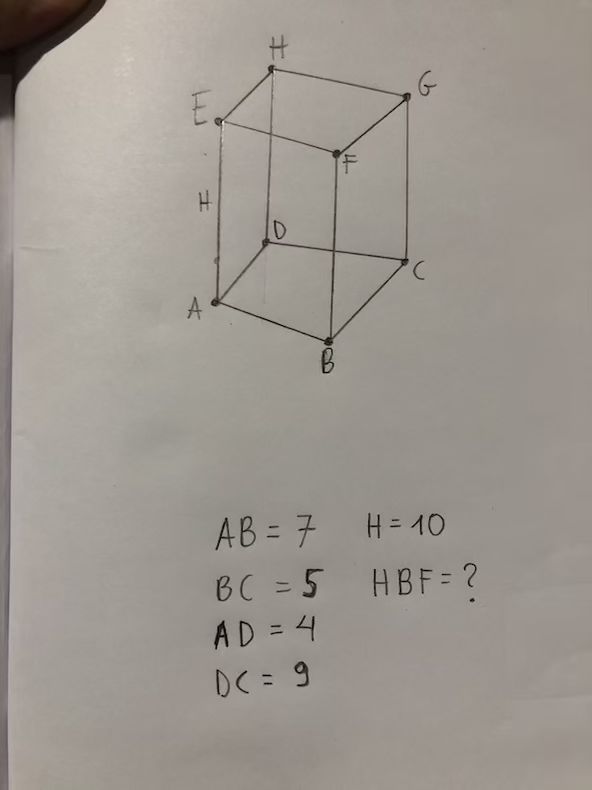 H
G
E
F
H
D
C
A
B
AB = 7 H = 10
BC = 5 HBF = ?
AD = 4
DC = 9